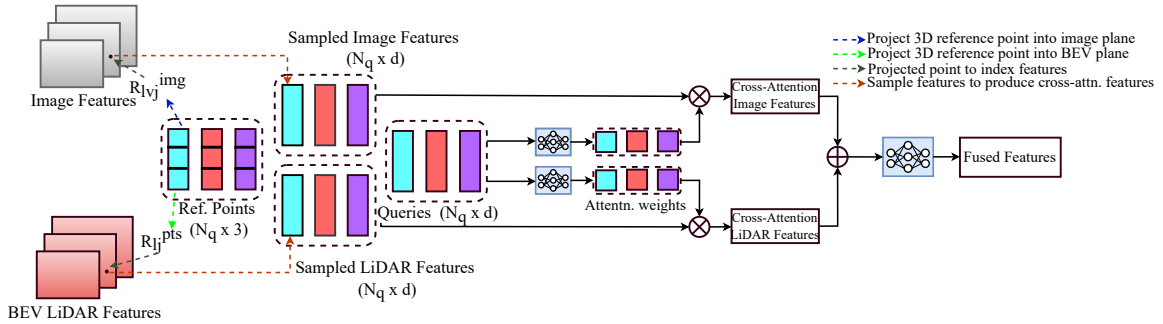 Sampled Image Features
(Nq x d)
Project 3D reference point into image plane
Project 3D reference point into BEV plane
Projected point to index features
Sample features to produce cross-attn. features
Rlvj^img
Image Features
Cross-Attention
Image Features
Ref. Points
(Nq x 3)
Queries (Nq x d)
Attentn. weights
Fused Features
Cross-Attention
LiDAR Features
Rlj^pts
Sampled LiDAR Features
(Nq x d)
BEV LiDAR Features